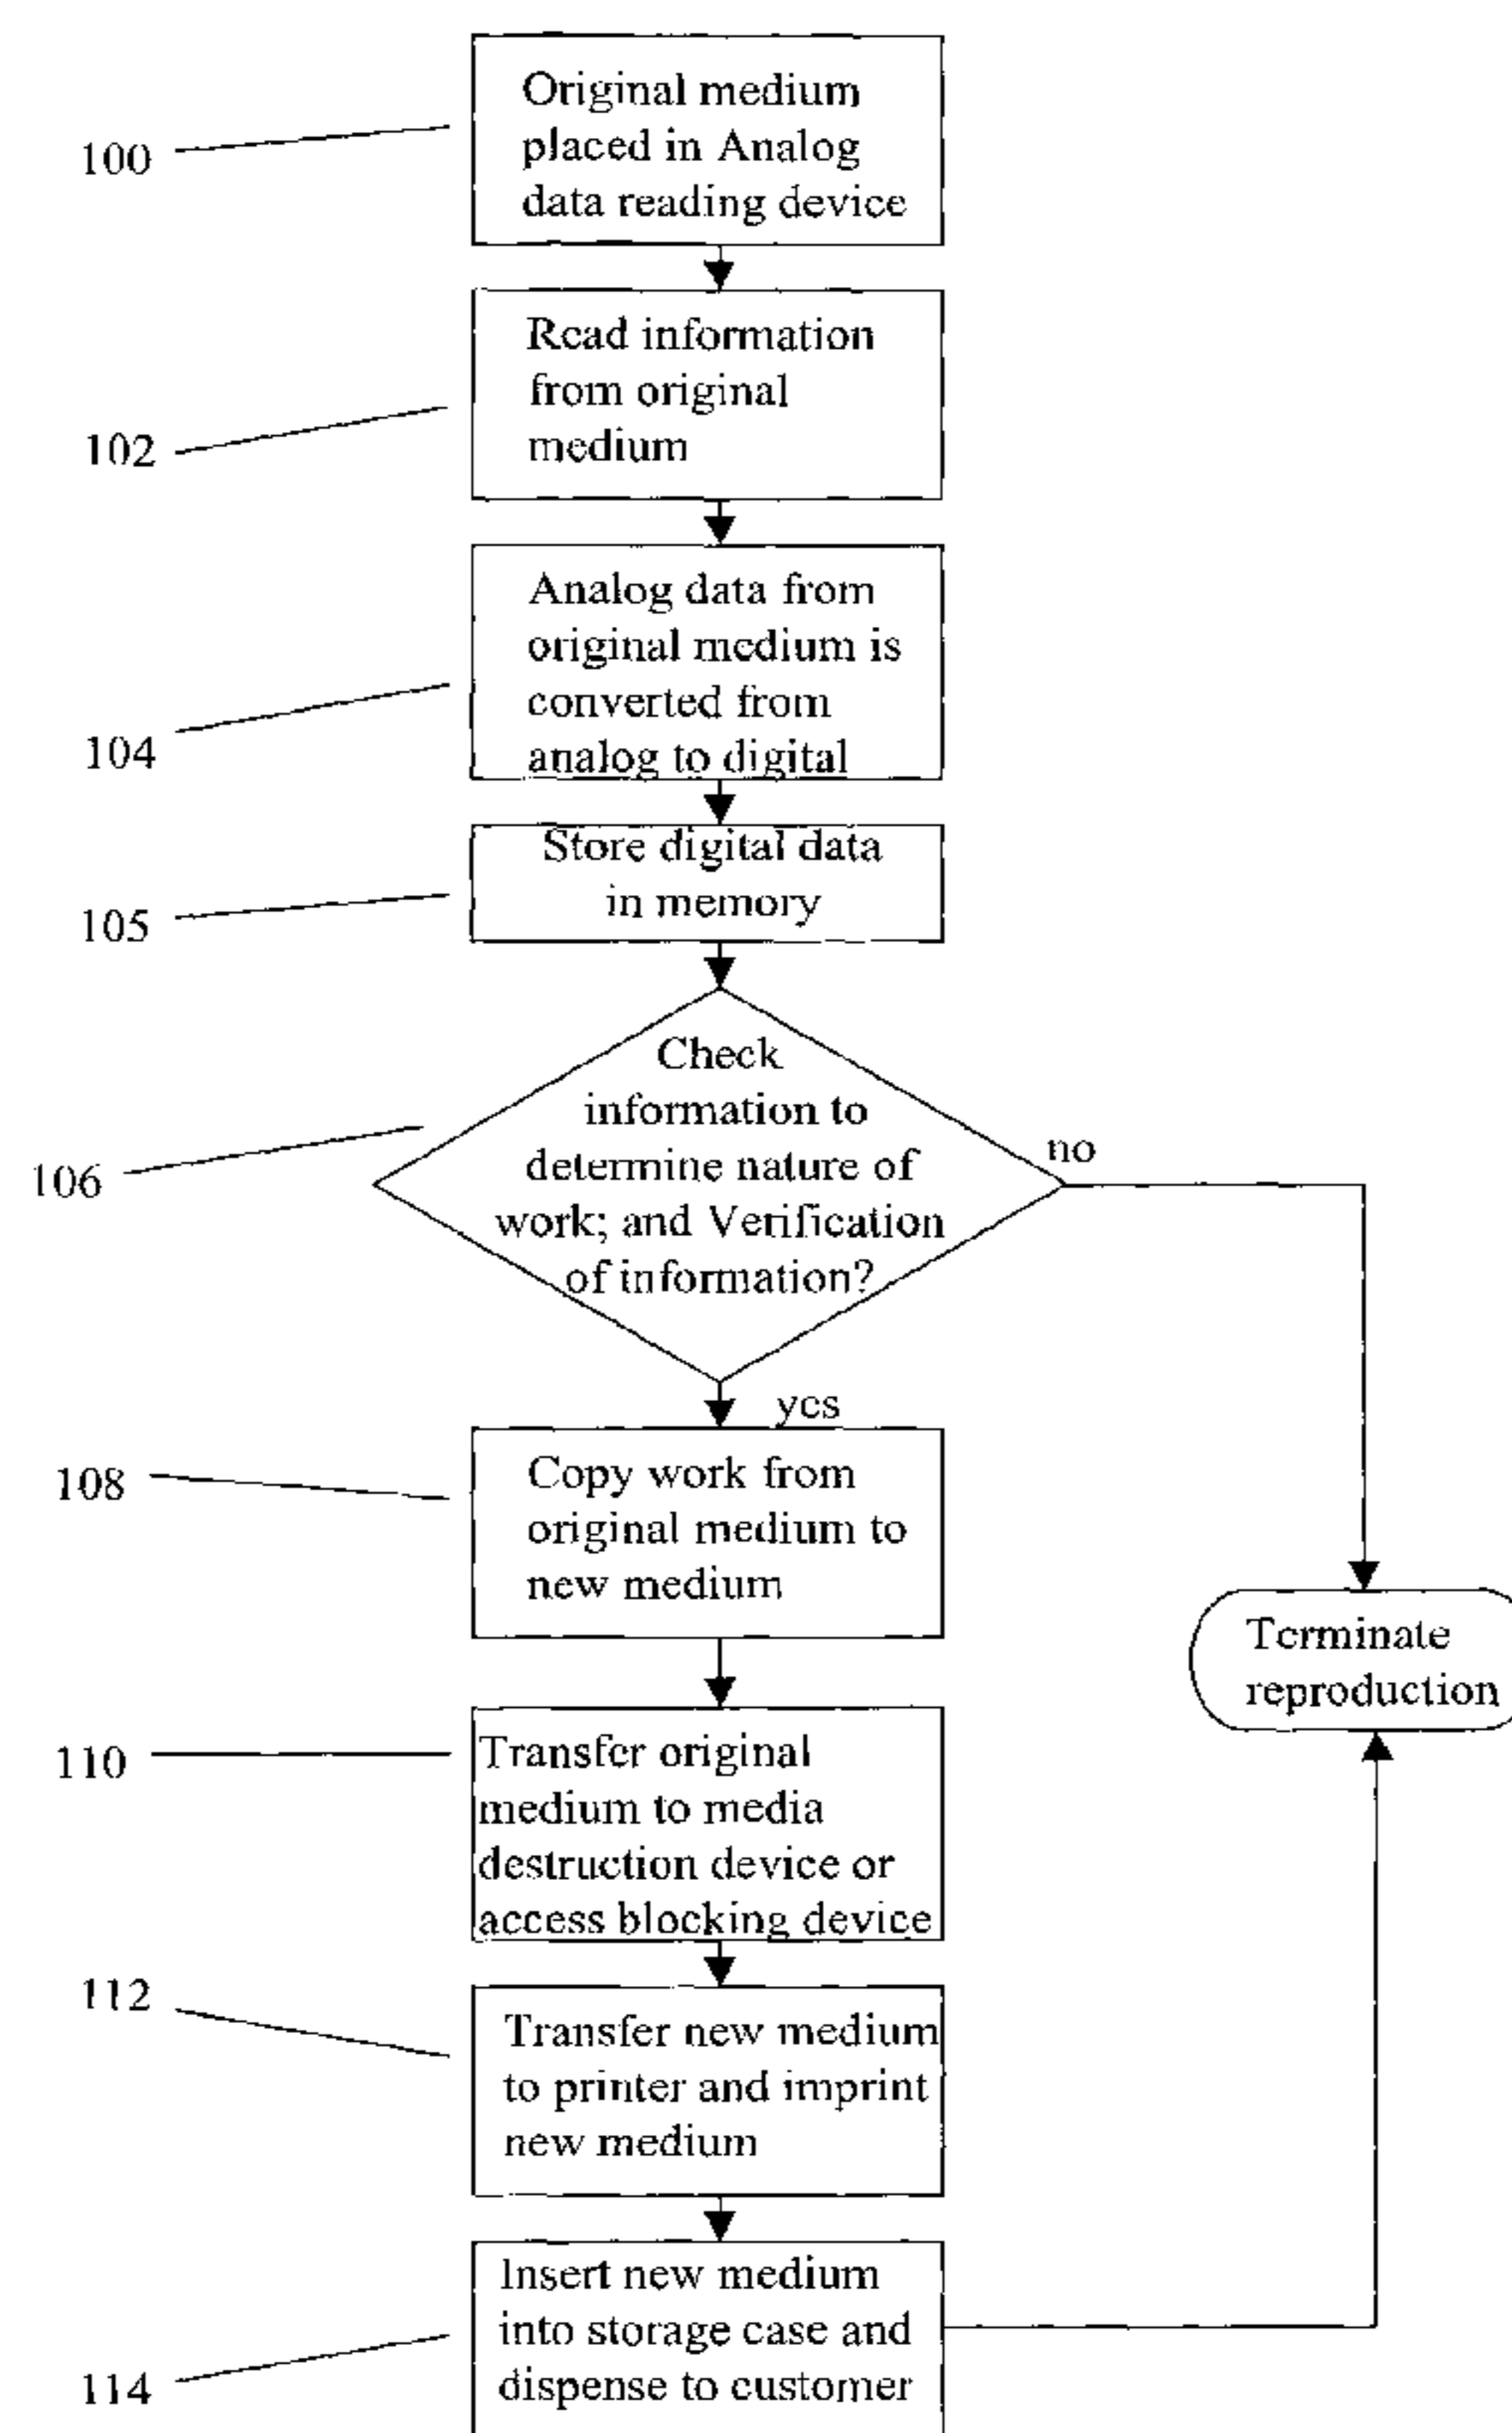 Original medium
placed in Analog
data reading device
100
Read information
from original
medium
102
Analog data from
original medium is
converted from
analog to digital
104
Store digital data
in memory
105
Check
information to
determine nature of
work; and Verification
of information?
106
no
yes
Copy work from
original medium to
new medium
108
Terminate
reproduction
Transfer original
medium to media
destruction device or
access blocking device
110
Transfer new medium
to printer and imprint
new medium
112
Insert new medium
into storage case and
dispense to customer
114